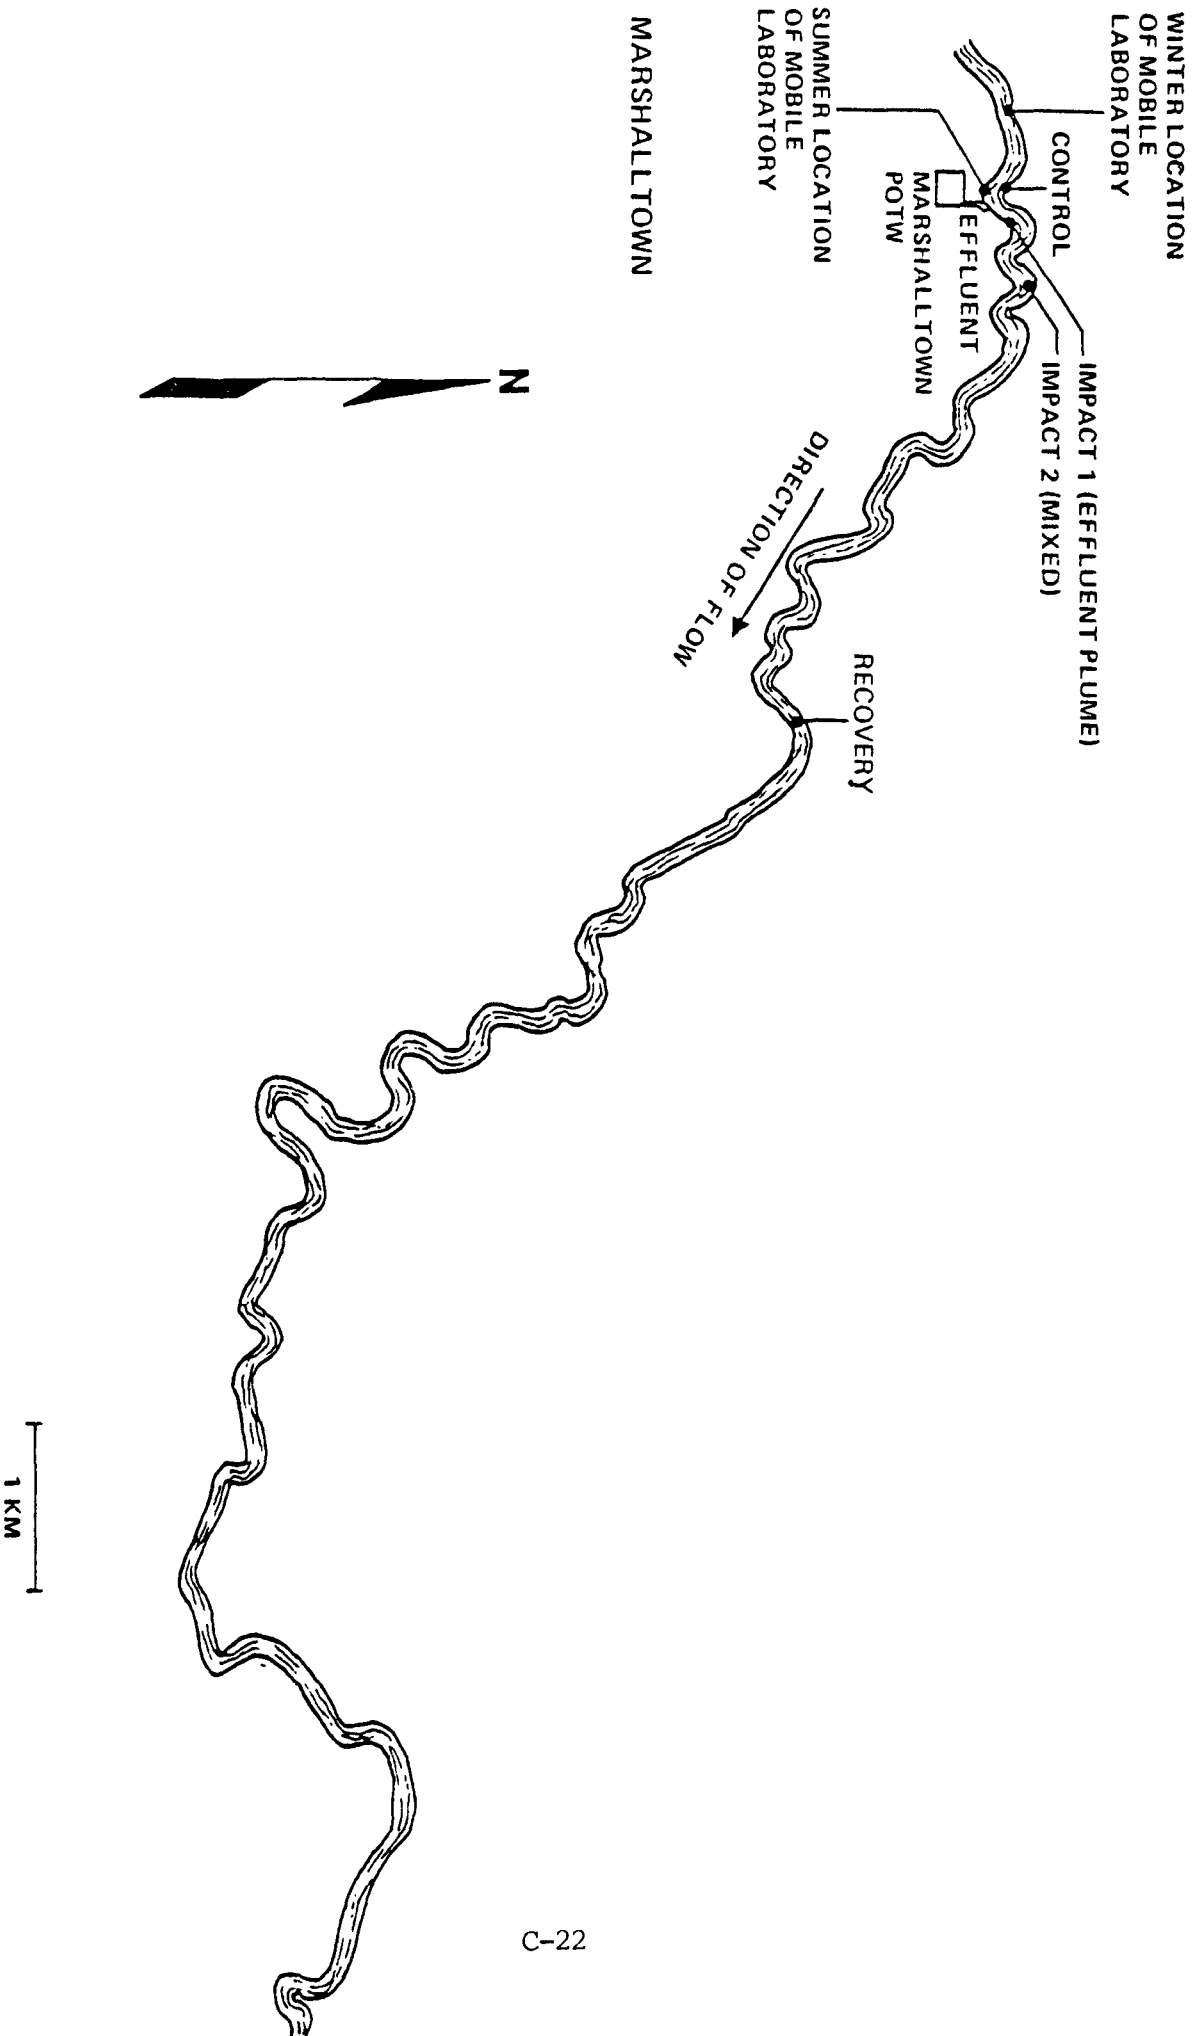 WINTER LOCATION
OF MOBILE
LABORATORY
CONTROL
IMPACT 1 (EFFLUENT PLUME)
IMPACT 2 (MIXED)
EFFLUENT
MARSHALLTOWN
POTW
SUMMER LOCATION
OF MOBILE
LABORATORY
MARSHALLTOWN
RECOVERY
DIRECTION OF FLOW
N
1 KM
C-22